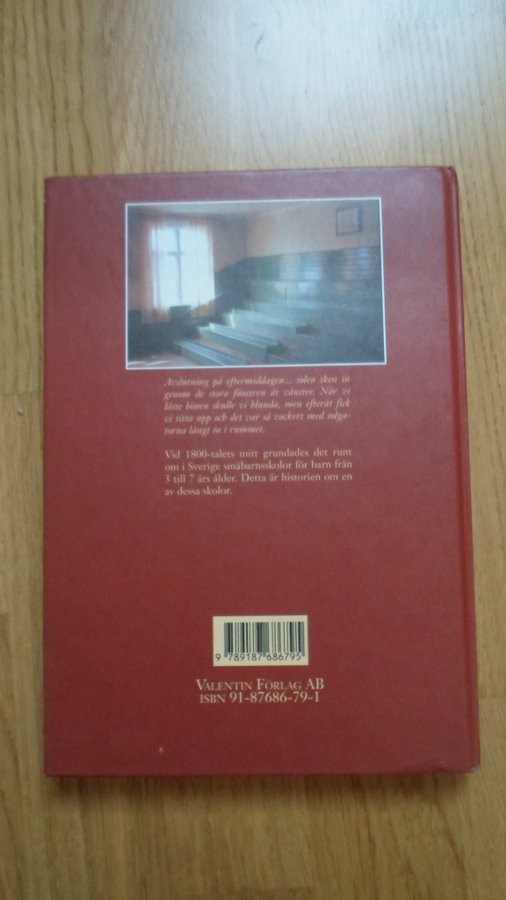 Avslutning på eftermiddagen... solen sken in
genom de stora fönstren åt vänster. När vi
läste bönen skulle vi blunda, men efteråt fick
vi titta upp och det var så vackert med solga-
torna långt in i rummet.
Vid 1800-talets mitt grundades det runt
om i Sverige småbarnsskolor för barn från
3 till 7 års ålder. Detta är historien om en
av dessa skolor.
9 789187 686795
VALENTIN FÖRLAG AB
ISBN 91-87686-79-1